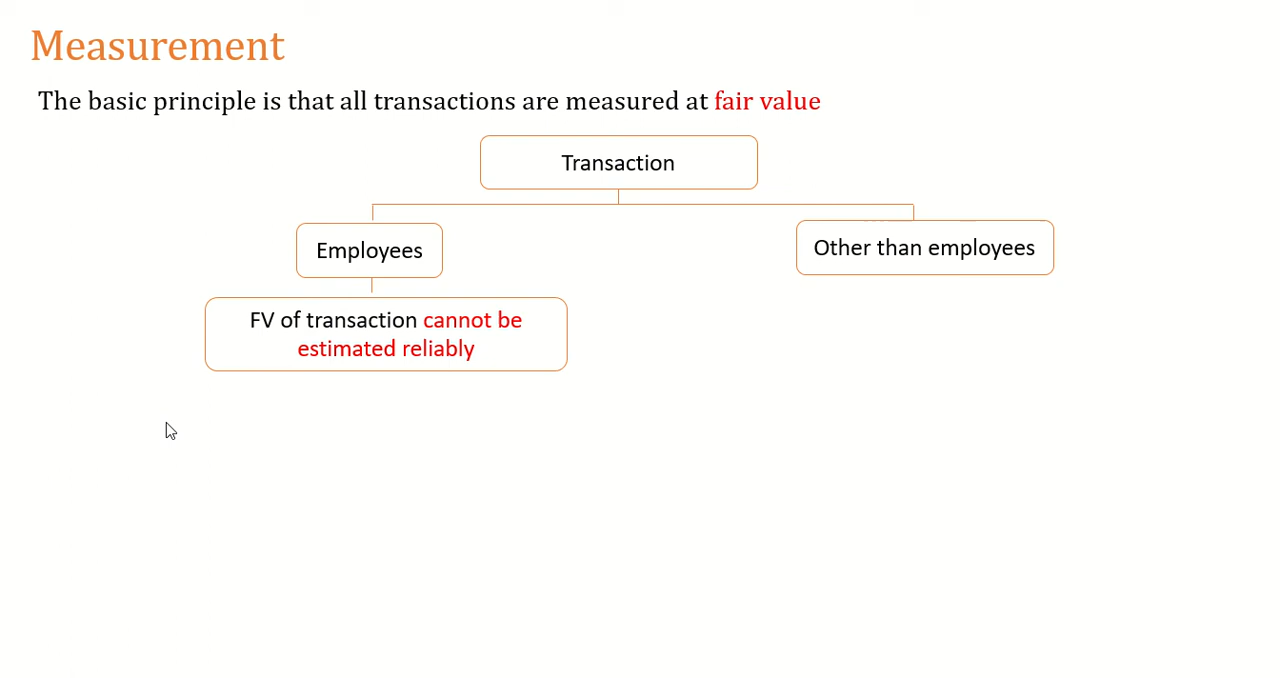 Measurement
The basic principle is that all transactions are measured at fair value
Transaction
Employees
Other than employees
FV of transaction cannot be
estimated reliably